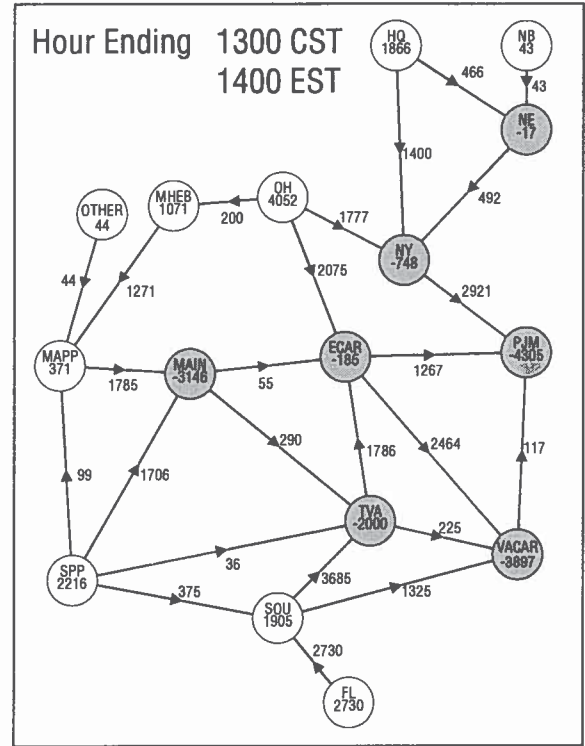 Hour Ending 1300 CST
1400 EST
HQ
1866
NB
43
466
43
NE
-17
1400
492
OTHER
44
MHEB
1071
200
OH
4052
1777
NY
-748
44
1271
2075
2921
MAPP
371
1785
MAIN
-3146
55
ECAR
-185
1267
PJM
-4305
99
1706
290
1786
2464
117
TVA
-2000
225
VACAR
-3897
SPP
2216
36
375
3685
1325
SOU
1905
2730
FL
2730